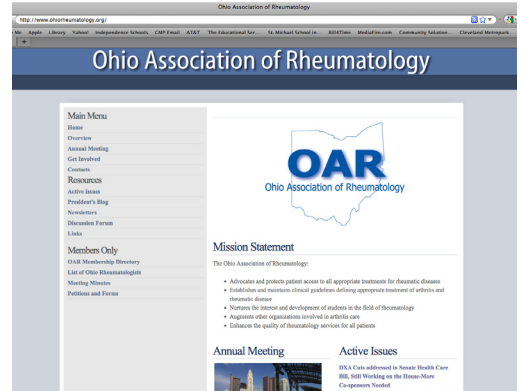 Ohio Association of Rheumatology
http://www.ohiorheumatology.org/
Me Apple Library Yahoo! Independence Schools CMP Email AT&T The Educational Ser... St. Michael School in... Bill4Time MediaFire.com Community Solution... Cleveland Metropark...
Ohio Association of Rheumatology
Main Menu
Home
Overview
Annual Meeting
Get Involved
Contacts
Resources
Active Issues
President's Blog
Newsletters
Discussion Forum
Links
Members Only
OAR Membership Directory
List of Ohio Rheumatologists
Meeting Minutes
Petitions and Forms
OAR
Ohio Association of Rheumatology
Mission Statement
The Ohio Association of Rheumatology:
Advocates and protects patient access to all appropriate treatments for rheumatic diseases
Establishes and maintains clinical guidelines defining appropriate treatment of arthritis and
rheumatic disease
Nurtures the interest and development of students in the field of rheumatology
Augments other organizations involved in arthritis care
Enhances the quality of rheumatology services for all patients
Annual Meeting
Active Issues
DXA Cuts addressed in Senate Health Care
Bill, Still Working on the House-More
Co-sponsors Needed